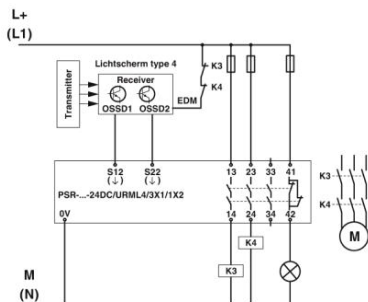 L+
(L1)
Lichtscherm type 4
Transmitter
Receiver
OSSD1 OSSD2
EDM
K3
K4
S12 S22
(↓) (↓)
13 23 33 41
PSR-...-24DC/URML4/3X1/1X2
0V
14 24 34 42
K3
K4
M
K4
K3
M
(N)